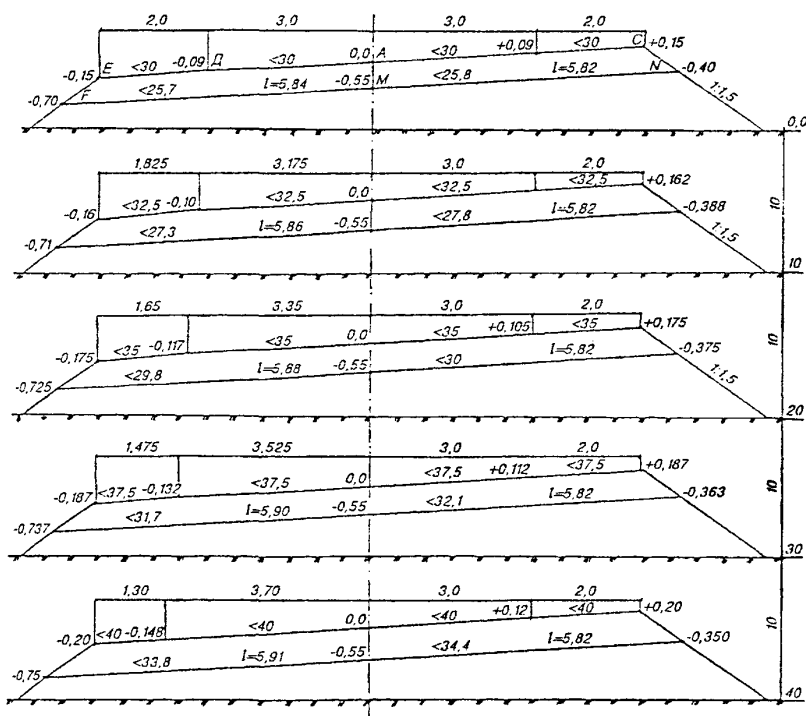 2,0 3,0 3,0 2,0
-0,15 E <30 -0,09 Д <30 0,0 A <30 +0,09 <30 C +0,15
-0,70 F <25,7 l=5,84 -0,55 M <25,8 l=5,82 N -0,40
1:1,5
0,0
1,825 3,175 3,0 2,0
-0,16 <32,5 -0,10 <32,5 0,0 <32,5 <32,5 +0,162
-0,71 <27,3 l=5,86 -0,55 <27,8 l=5,82 -0,388
1:1,5
10
10
1,65 3,35 3,0 2,0
-0,175 <35 -0,117 <35 0,0 <35 +0,105 <35 +0,175
-0,725 <29,8 l=5,88 -0,55 <30 l=5,82 -0,375
1:1,5
10
20
1,475 3,525 3,0 2,0
-0,187 <37,5 -0,132 <37,5 0,0 <37,5 +0,112 <37,5 +0,187
-0,737 <31,7 l=5,90 -0,55 <32,1 l=5,82 -0,363
10
30
1,30 3,70 3,0 2,0
-0,20 <40 -0,148 <40 0,0 <40 +0,12 <40 +0,20
-0,75 <33,8 l=5,91 -0,55 <34,4 l=5,82 -0,350
10
40